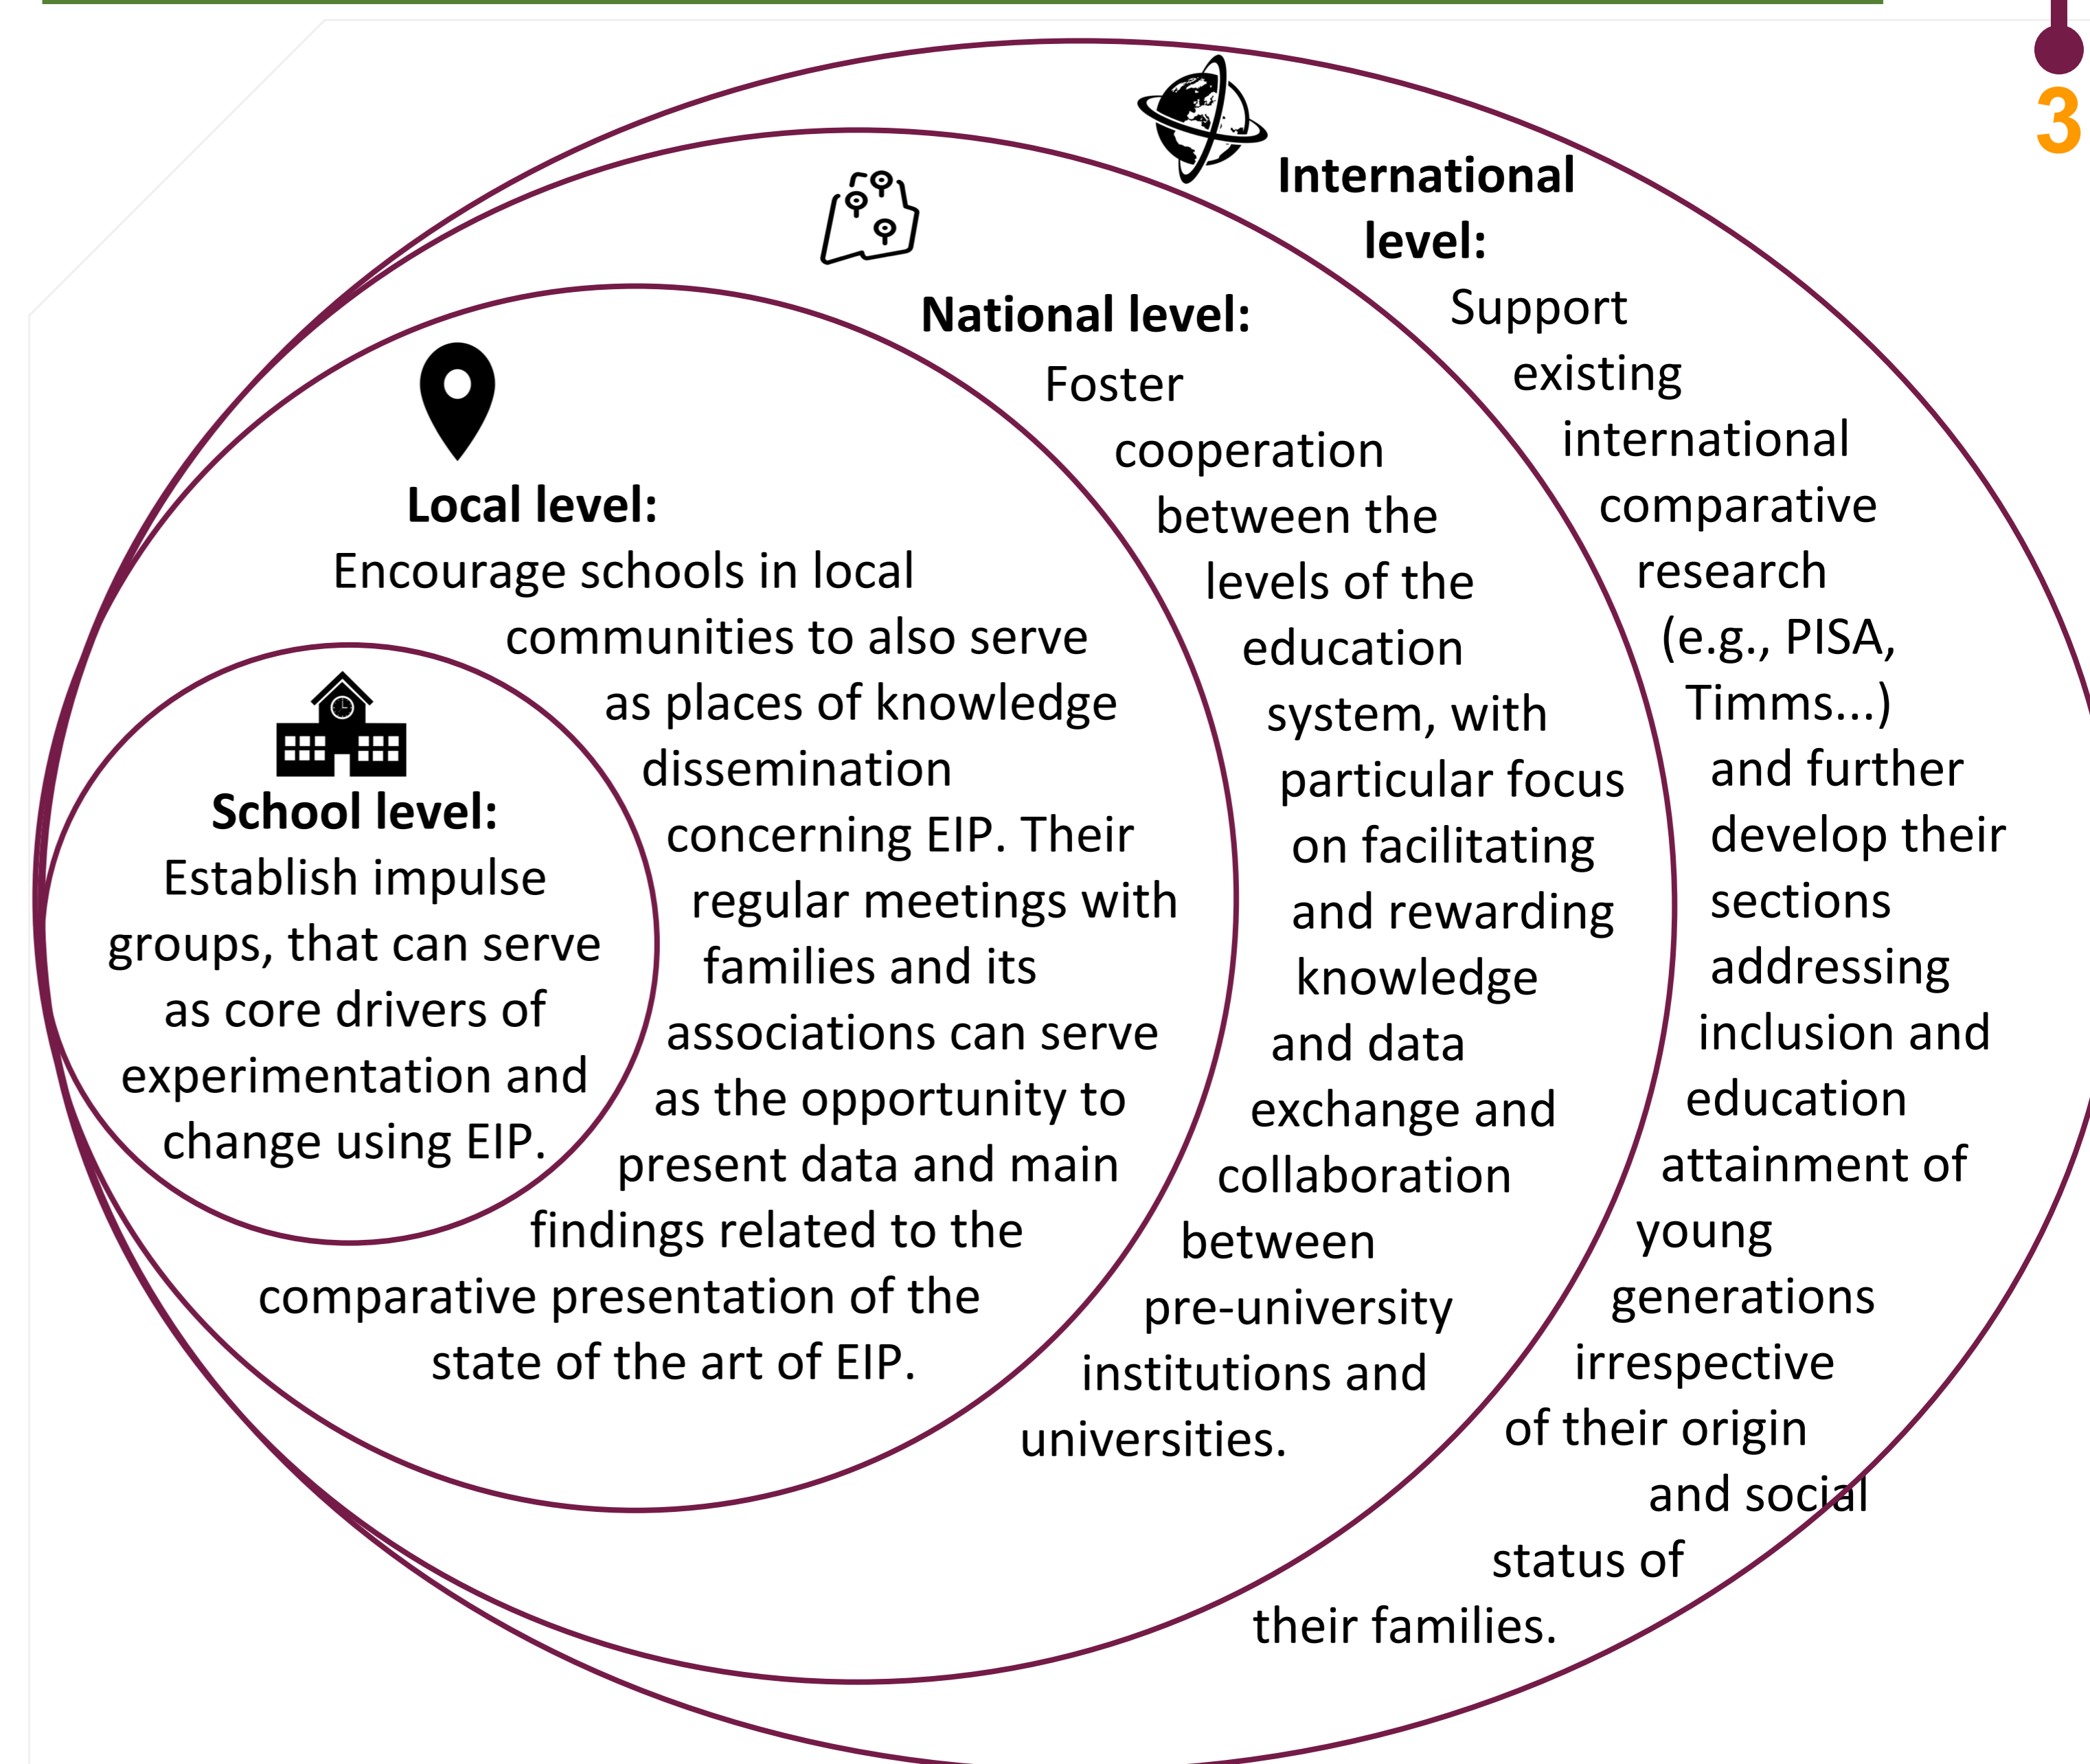 3
International
level:
Support
existing
international
comparative
research
(e.g., PISA,
Timms...)
and further
develop their
sections
addressing
inclusion and
education
attainment of
young
generations
irrespective
of their origin
and social
status of
their families.
National level:
Foster
cooperation
between the
levels of the
education
system, with
particular focus
on facilitating
and rewarding
knowledge
and data
exchange and
collaboration
between
pre-university
institutions and
universities.
Local level:
Encourage schools in local
communities to also serve
as places of knowledge
dissemination
concerning EIP. Their
regular meetings with
families and its
associations can serve
as the opportunity to
present data and main
findings related to the
comparative presentation of the
state of the art of EIP.
School level:
Establish impulse
groups, that can serve
as core drivers of
experimentation and
change using EIP.